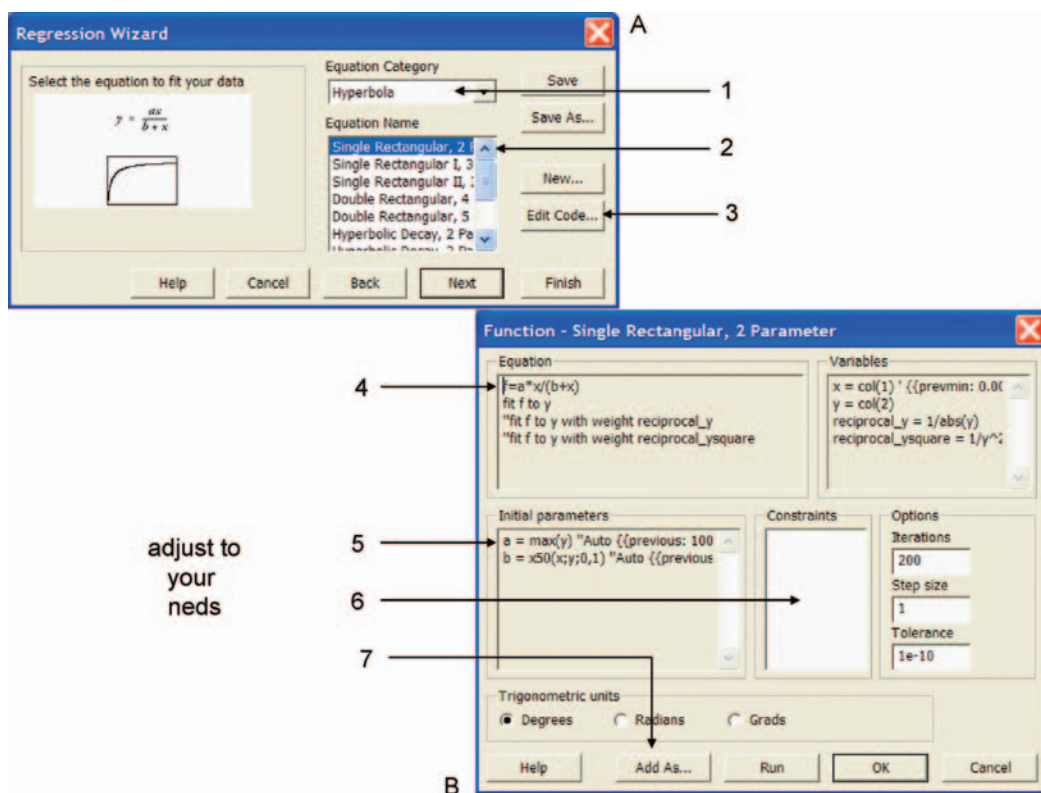 Regression Wizard
A
Select the equation to fit your data
y = ax / b + x
Equation Category
Hyperbola
Equation Name
Single Rectangular, 2 P
Single Rectangular I, 3
Single Rectangular II, 
Double Rectangular, 4
Double Rectangular, 5
Hyperbolic Decay, 2 Pa
Hyperbolic Decay, 3 Pa
Save
Save As...
New...
Edit Code...
1
2
3
Help
Cancel
Back
Next
Finish
Function - Single Rectangular, 2 Parameter
Equation
4
f=a*x/(b+x)
fit f to y
"fit f to y with weight reciprocal_y
"fit f to y with weight reciprocal_ysquare
Variables
x = col(1) ' {{prevmin: 0.00
y = col(2)
reciprocal_y = 1/abs(y)
reciprocal_ysquare = 1/y^2
adjust to
your
neds
Initial parameters
5
a = max(y) "Auto {{previous: 100
b = x50(x;y;0,1) "Auto {{previous
Constraints
6
7
Options
Iterations
200
Step size
1
Tolerance
1e-10
Trigonometric units
Degrees
Radians
Grads
Help
Add As...
Run
OK
Cancel
B